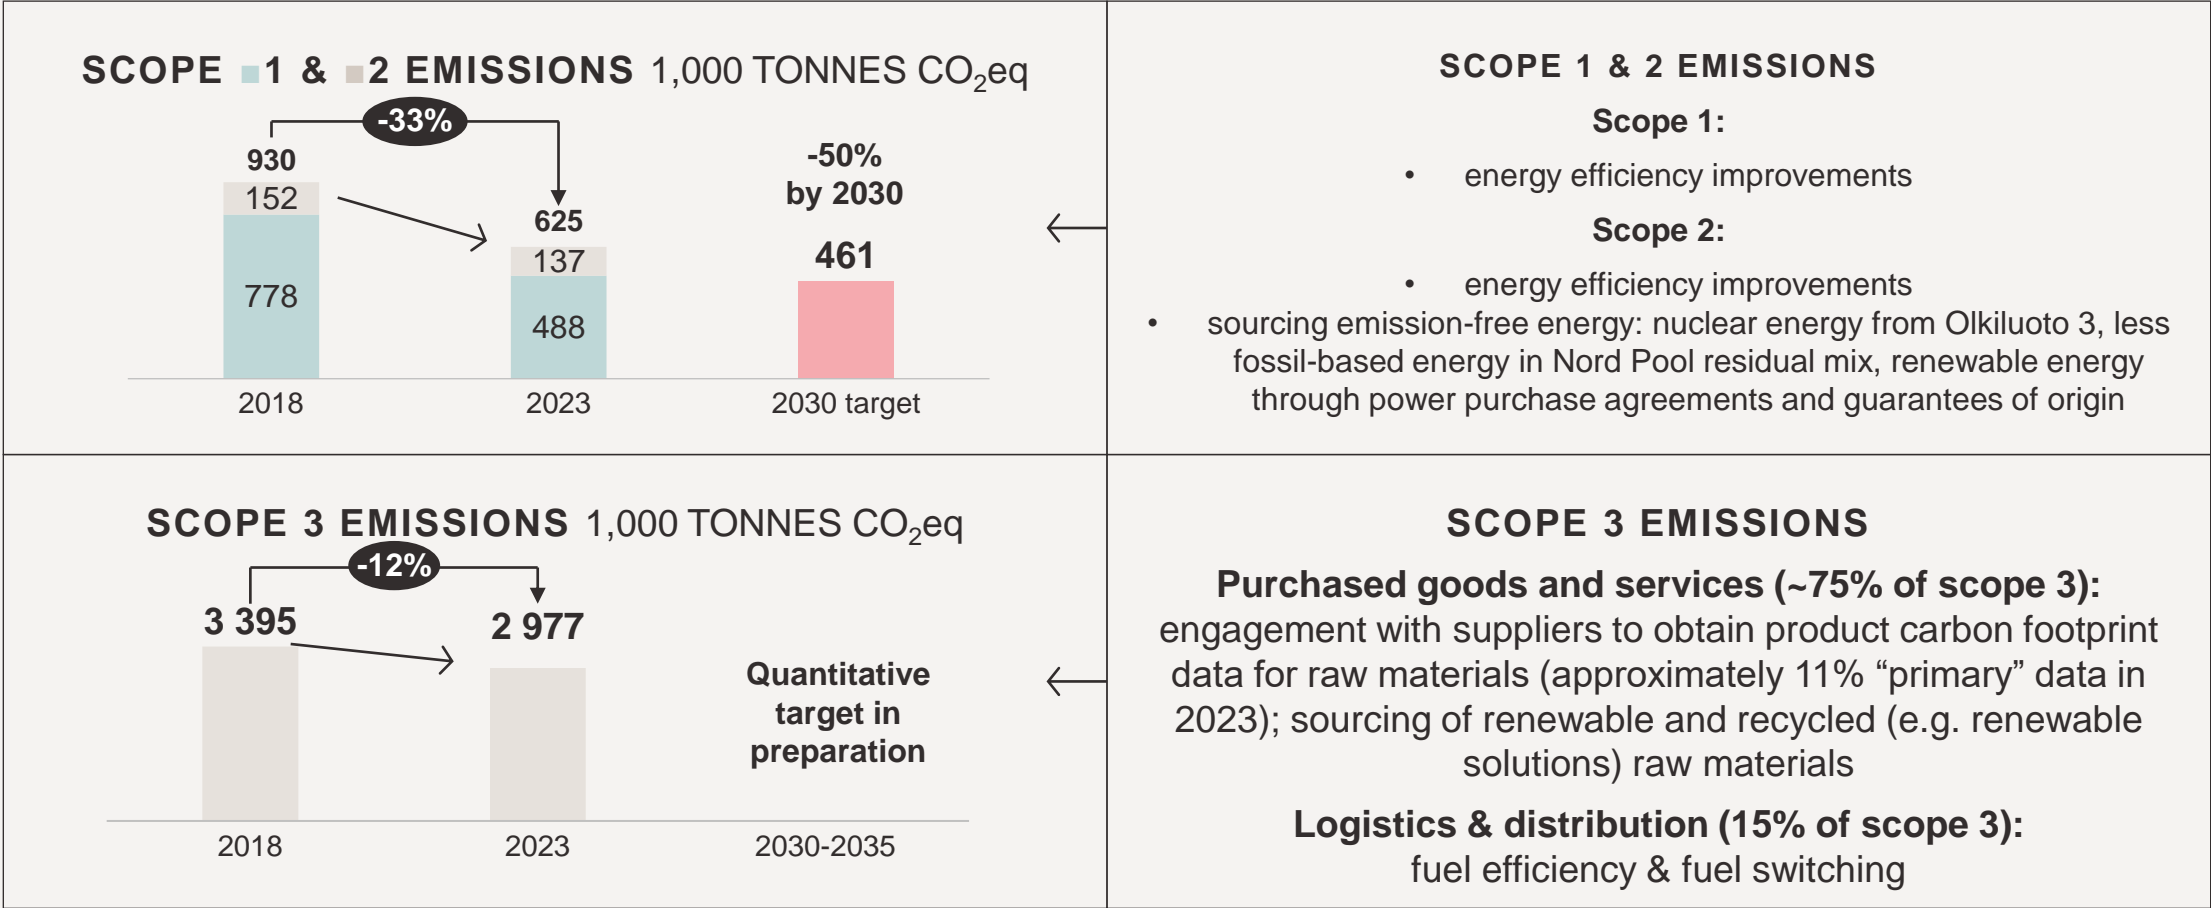 SCOPE 1 & 2 EMISSIONS 1,000 TONNES CO2eq
-33%
930
152
778
625
137
488
-50%
by 2030
461
2018
2023
2030 target
SCOPE 1 & 2 EMISSIONS
Scope 1:
• energy efficiency improvements
Scope 2:
• energy efficiency improvements
• sourcing emission-free energy: nuclear energy from Olkiluoto 3, less
fossil-based energy in Nord Pool residual mix, renewable energy
through power purchase agreements and guarantees of origin
SCOPE 3 EMISSIONS 1,000 TONNES CO2eq
-12%
3 395
2 977
Quantitative
target in
preparation
2018
2023
2030-2035
SCOPE 3 EMISSIONS
Purchased goods and services (~75% of scope 3):
engagement with suppliers to obtain product carbon footprint
data for raw materials (approximately 11% “primary” data in
2023); sourcing of renewable and recycled (e.g. renewable
solutions) raw materials
Logistics & distribution (15% of scope 3):
fuel efficiency & fuel switching